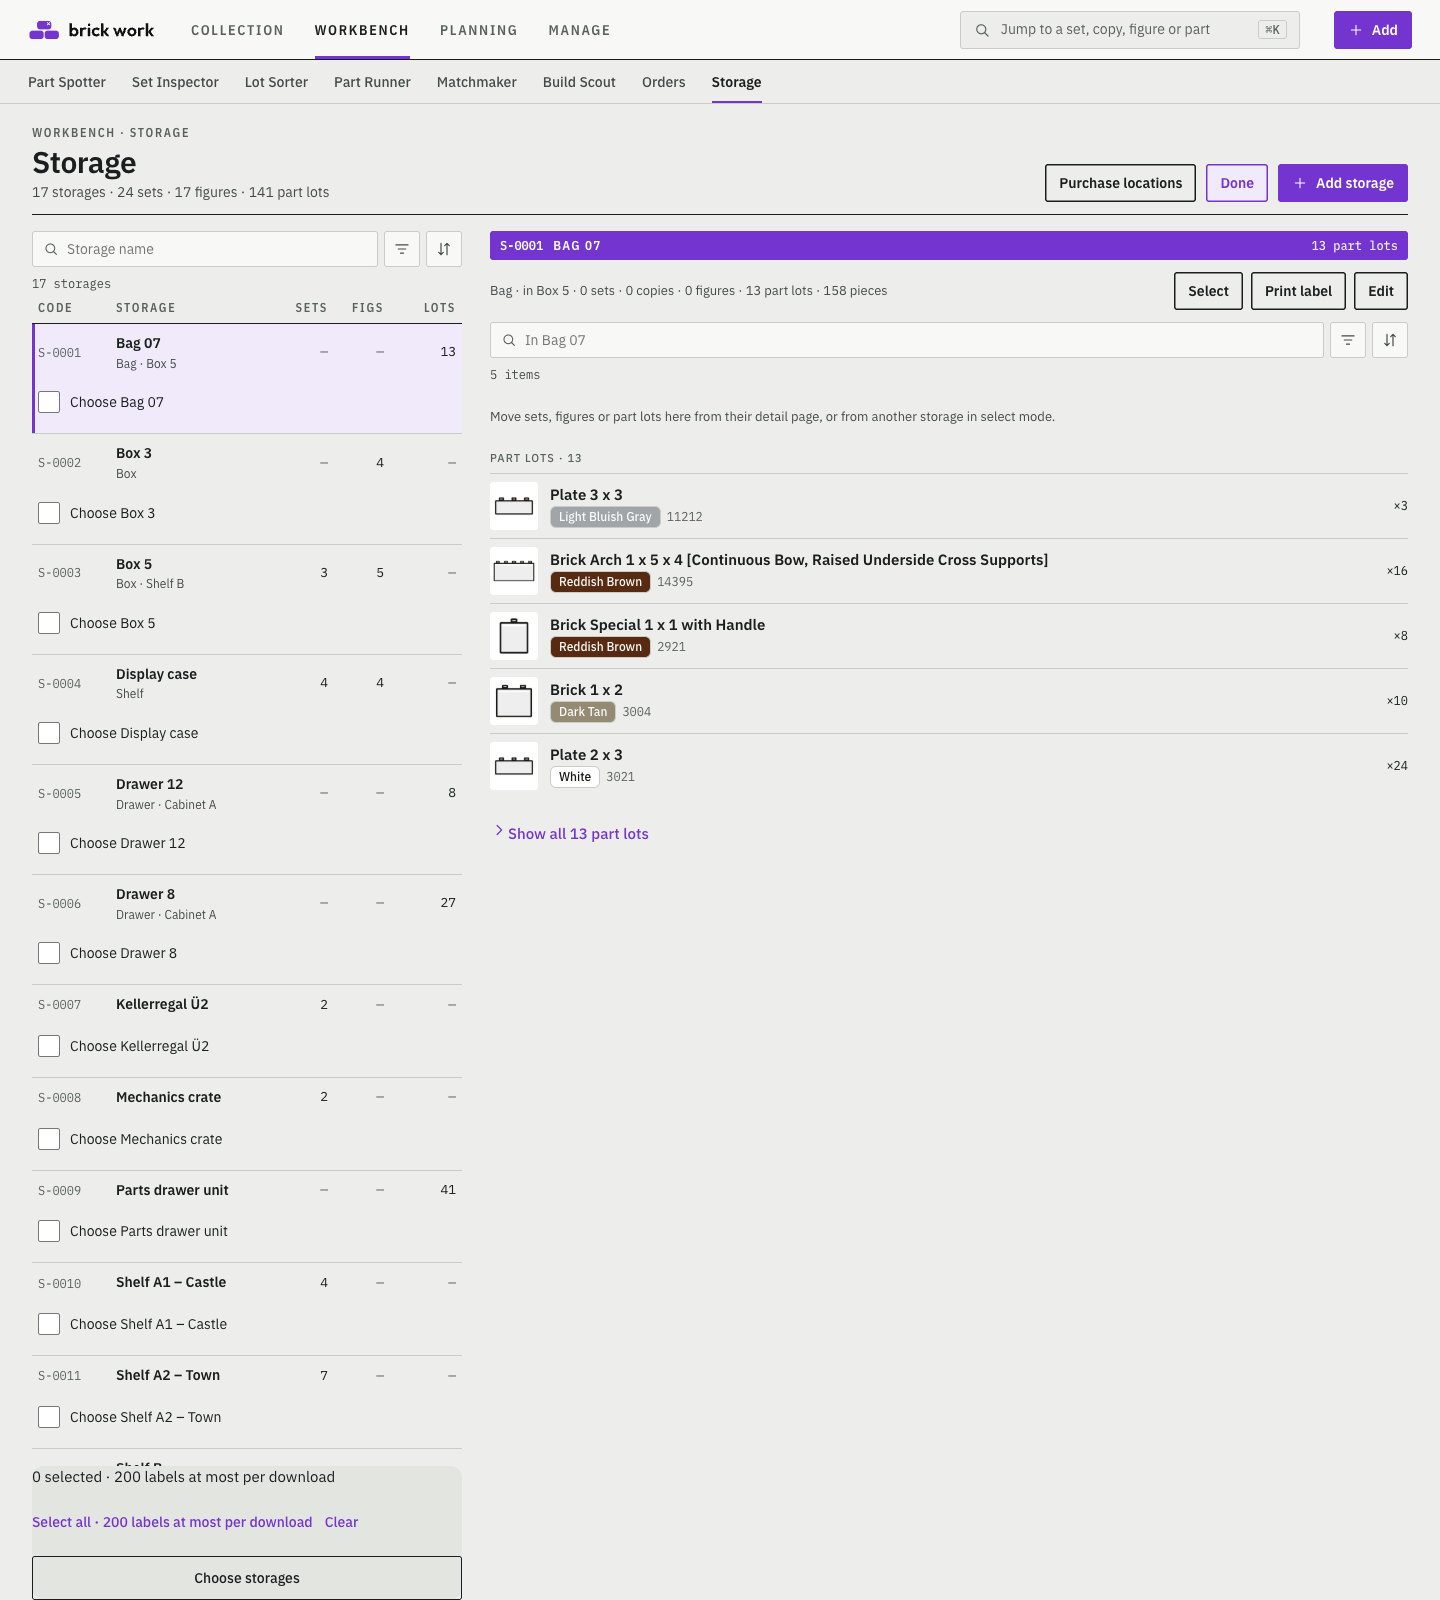 brick work
COLLECTION
WORKBENCH
PLANNING
MANAGE
Jump to a set, copy, figure or part
⌘K
Add
Part Spotter
Set Inspector
Lot Sorter
Part Runner
Matchmaker
Build Scout
Orders
Storage
WORKBENCH · STORAGE
Storage
17 storages · 24 sets · 17 figures · 141 part lots
Purchase locations
Done
Add storage
Storage name
17 storages
CODE STORAGE SETS FIGS LOTS
S-0001 Bag 07 — — 13
Bag · Box 5
Choose Bag 07
S-0002 Box 3 — 4 —
Box
Choose Box 3
S-0003 Box 5 3 5 —
Box · Shelf B
Choose Box 5
S-0004 Display case 4 4 —
Shelf
Choose Display case
S-0005 Drawer 12 — — 8
Drawer · Cabinet A
Choose Drawer 12
S-0006 Drawer 8 — — 27
Drawer · Cabinet A
Choose Drawer 8
S-0007 Kellerregal Ü2 2 — —
Choose Kellerregal Ü2
S-0008 Mechanics crate 2 — —
Choose Mechanics crate
S-0009 Parts drawer unit — — 41
Choose Parts drawer unit
S-0010 Shelf A1 – Castle 4 — —
Choose Shelf A1 – Castle
S-0011 Shelf A2 – Town 7 — —
Choose Shelf A2 – Town
0 selected · 200 labels at most per download
Select all · 200 labels at most per download Clear
Choose storages
S-0001 BAG 07 13 part lots
Bag · in Box 5 · 0 sets · 0 copies · 0 figures · 13 part lots · 158 pieces
Select
Print label
Edit
In Bag 07
5 items
Move sets, figures or part lots here from their detail page, or from another storage in select mode.
PART LOTS · 13
Plate 3 x 3
Light Bluish Gray 11212
×3
Brick Arch 1 x 5 x 4 [Continuous Bow, Raised Underside Cross Supports]
Reddish Brown 14395
×16
Brick Special 1 x 1 with Handle
Reddish Brown 2921
×8
Brick 1 x 2
Dark Tan 3004
×10
Plate 2 x 3
White 3021
×24
Show all 13 part lots